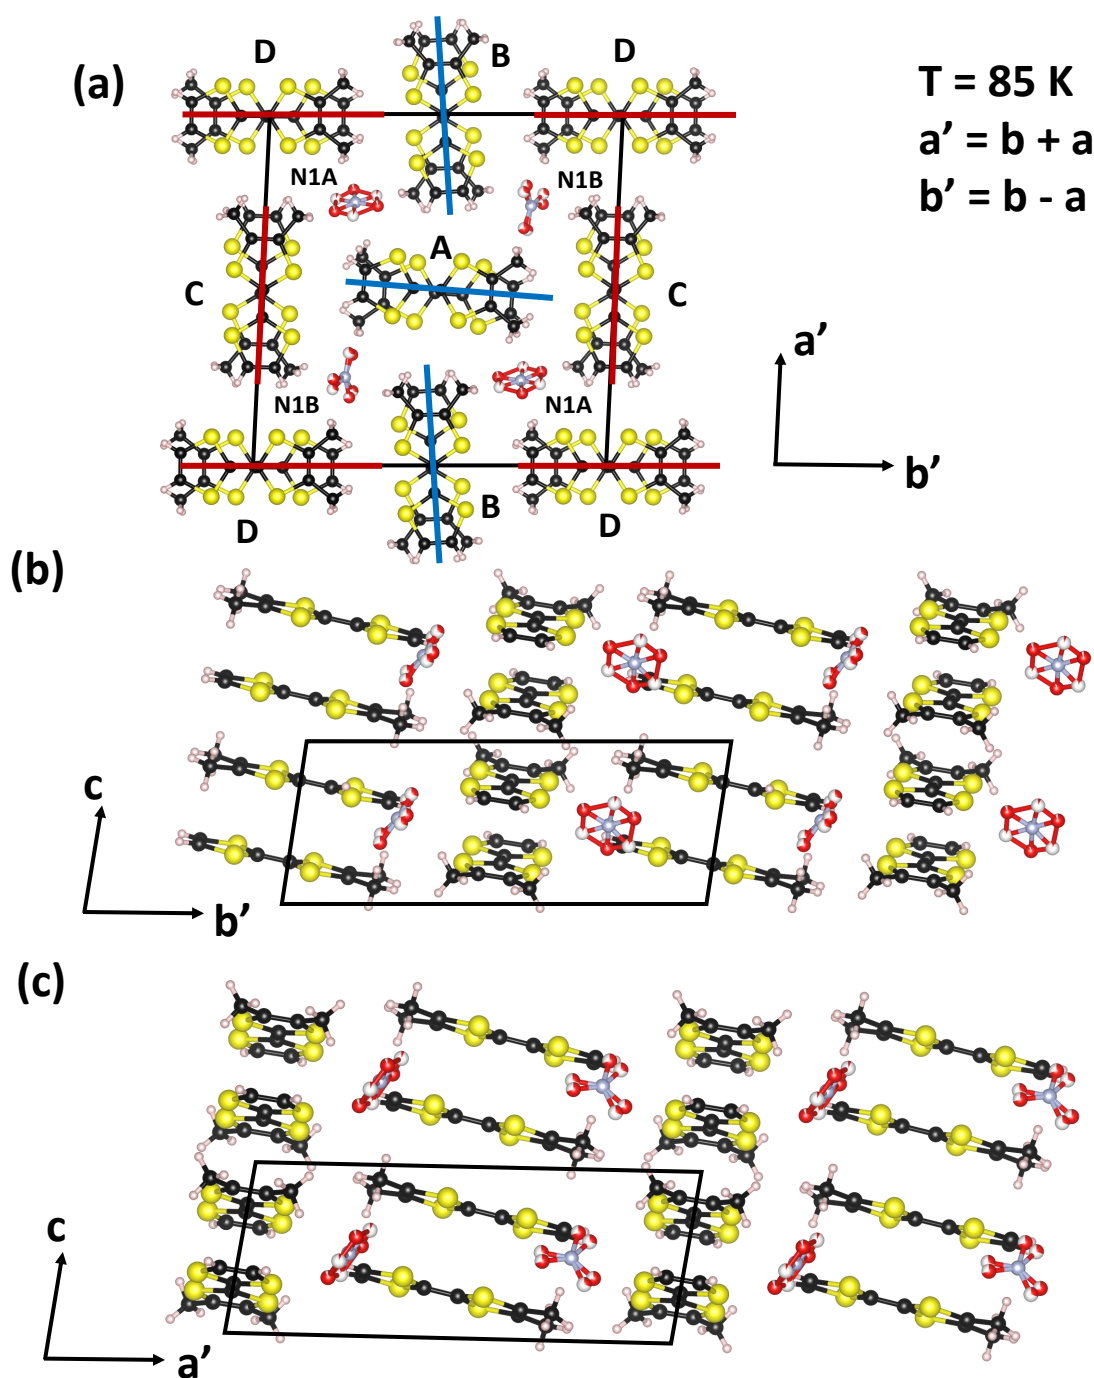 (a)
D
B
D
T = 85 K
a’ = b + a
b’ = b - a
N1A
N1B
A
C
C
a’
N1B
N1A
b’
D
B
D
(b)
c
b’
(c)
c
a’